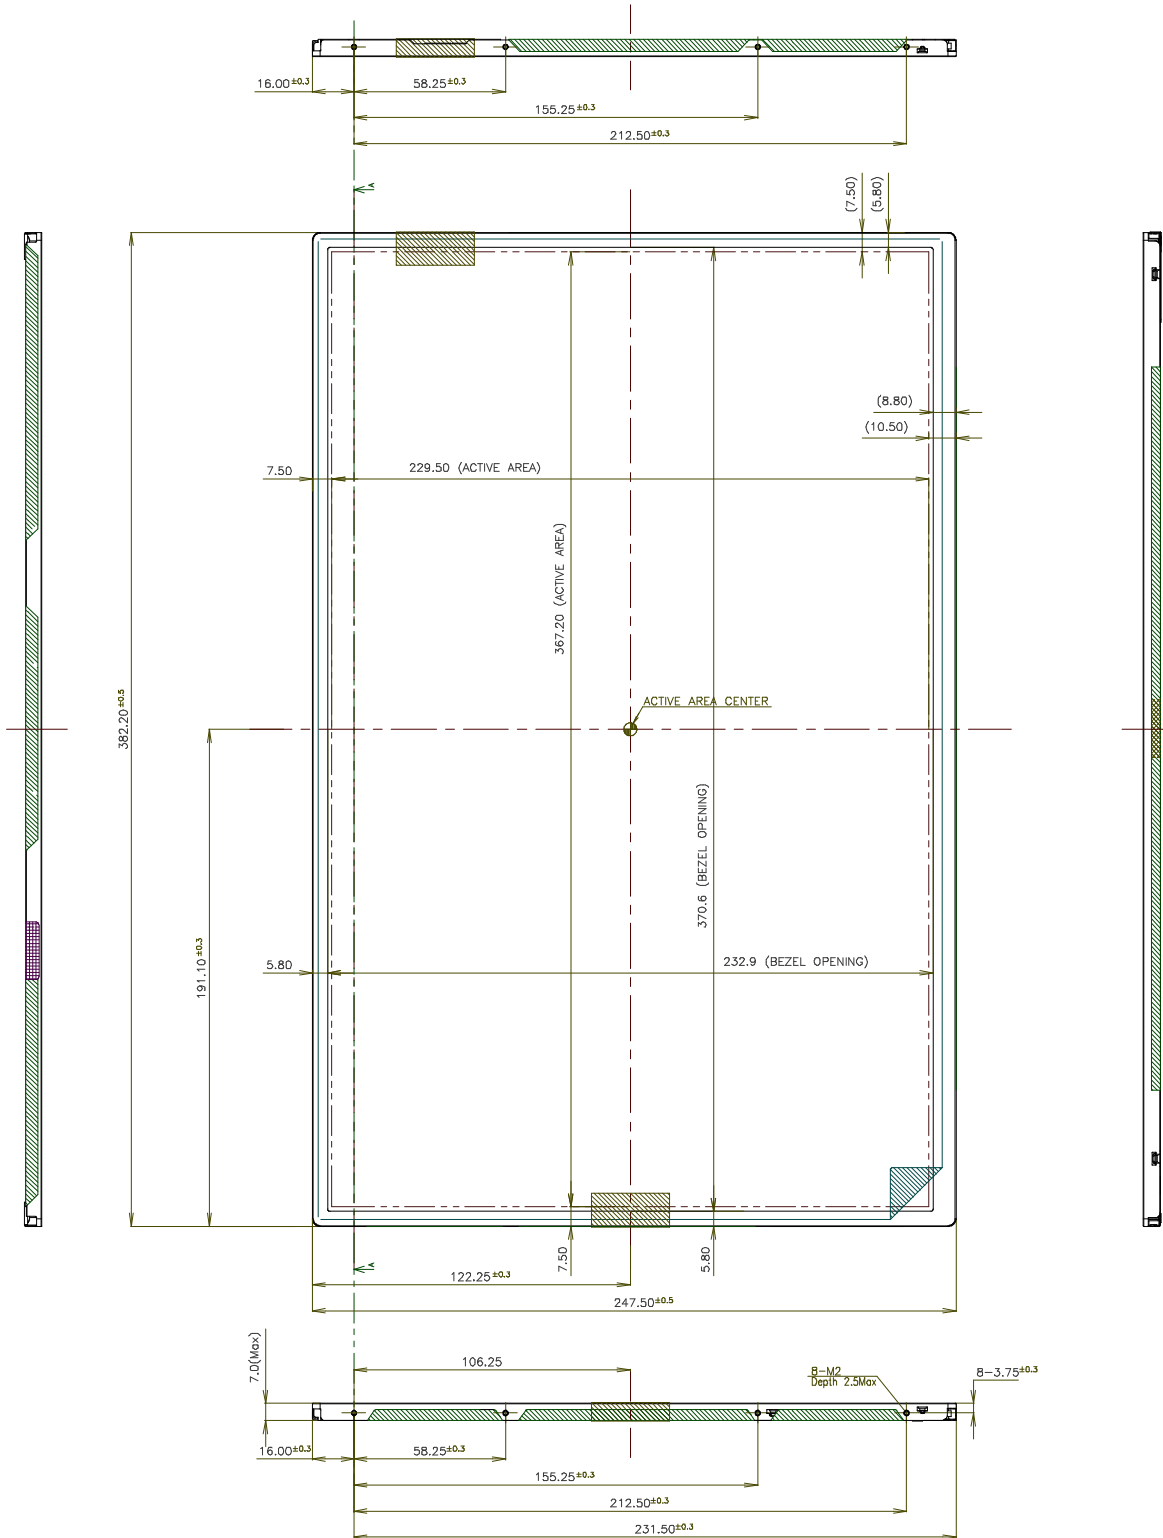 16.00±0.3
58.25±0.3
155.25±0.3
212.50±0.3
A
(7.50)
(5.80)
(8.80)
(10.50)
7.50
229.50 (ACTIVE AREA)
367.20 (ACTIVE AREA)
ACTIVE AREA CENTER
382.20±0.5
191.10±0.3
370.6 (BEZEL OPENING)
5.80
232.9 (BEZEL OPENING)
7.50
5.80
A
122.25±0.3
247.50±0.5
7.0(Max)
106.25
8-M2
Depth 2.5Max
8-3.75±0.3
16.00±0.3
58.25±0.3
155.25±0.3
212.50±0.3
231.50±0.3